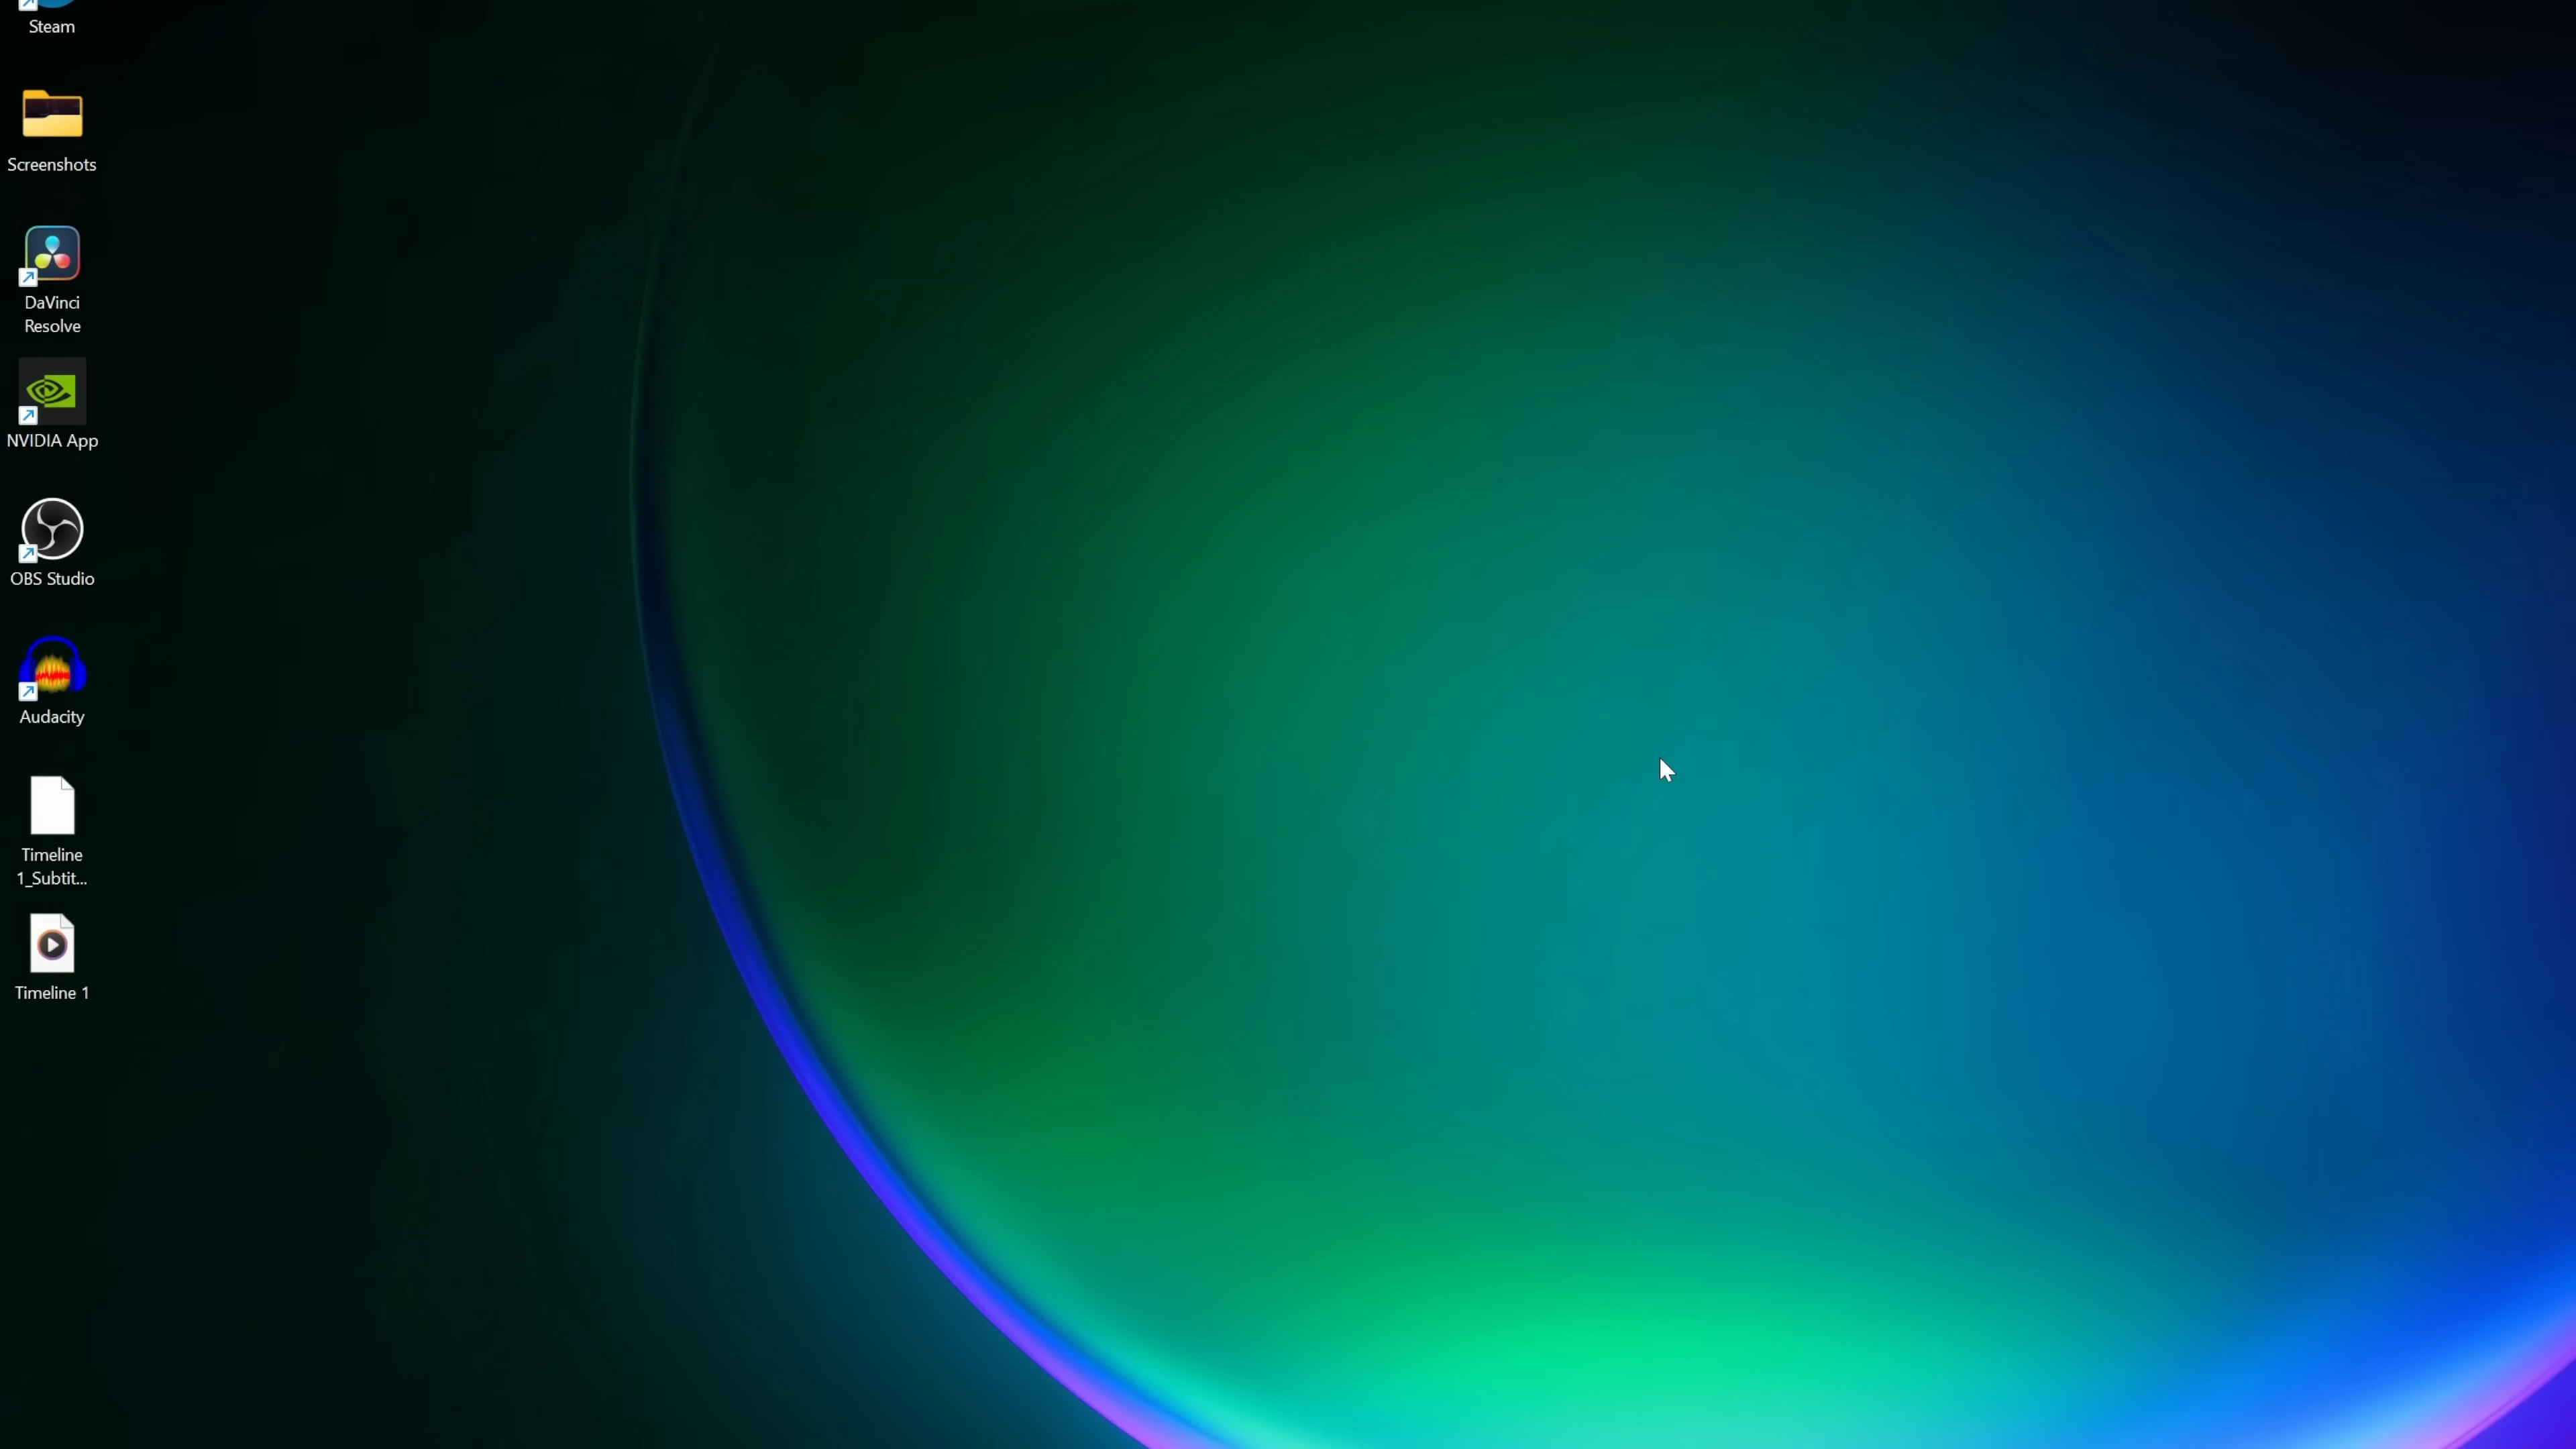 Steam
Screenshots
DaVinci
Resolve
NVIDIA App
OBS Studio
Audacity
Timeline
1_Subtit...
Timeline 1